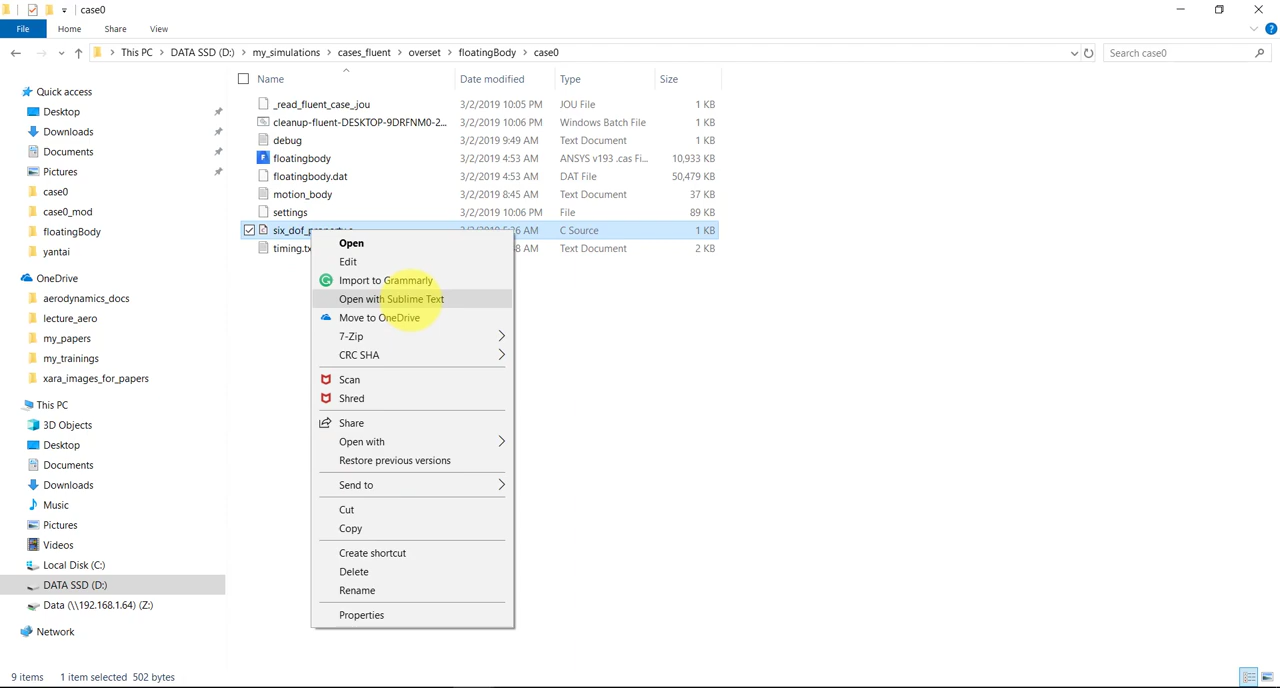 case0
File Home Share View
This PC DATA SSD (D:) my_simulations cases_fluent overset floatingBody case0
Search case0
Name Date modified Type Size
_read_fluent_case_.jou 3/2/2019 10:05 PM JOU File 1 KB
cleanup-fluent-DESKTOP-9DRFNM0-2... 3/2/2019 10:06 PM Windows Batch File 1 KB
debug 3/2/2019 9:49 AM Text Document 1 KB
floatingbody 3/2/2019 4:53 AM ANSYS v193 .cas Fi... 10,933 KB
floatingbody.dat 3/2/2019 4:53 AM DAT File 50,479 KB
motion_body 3/2/2019 8:45 AM Text Document 37 KB
settings 3/2/2019 10:06 PM File 89 KB
C Source 1 KB
AM Text Document 2 KB
Quick access
Desktop
Downloads
Documents
Pictures
case0
case0_mod
floatingBody
yantai
OneDrive
aerodynamics_docs
lecture_aero
my_papers
my_trainings
xara_images_for_papers
This PC
3D Objects
Desktop
Documents
Downloads
Music
Pictures
Videos
Local Disk (C:)
DATA SSD (D:)
Data (\\192.168.1.64) (Z:)
Network
Open
Edit
Import to Grammarly
Open with Sublime Text
Move to OneDrive
7-Zip
CRC SHA
Scan
Shred
Share
Open with
Restore previous versions
Send to
Cut
Copy
Create shortcut
Delete
Rename
Properties
9 items 1 item selected 502 bytes